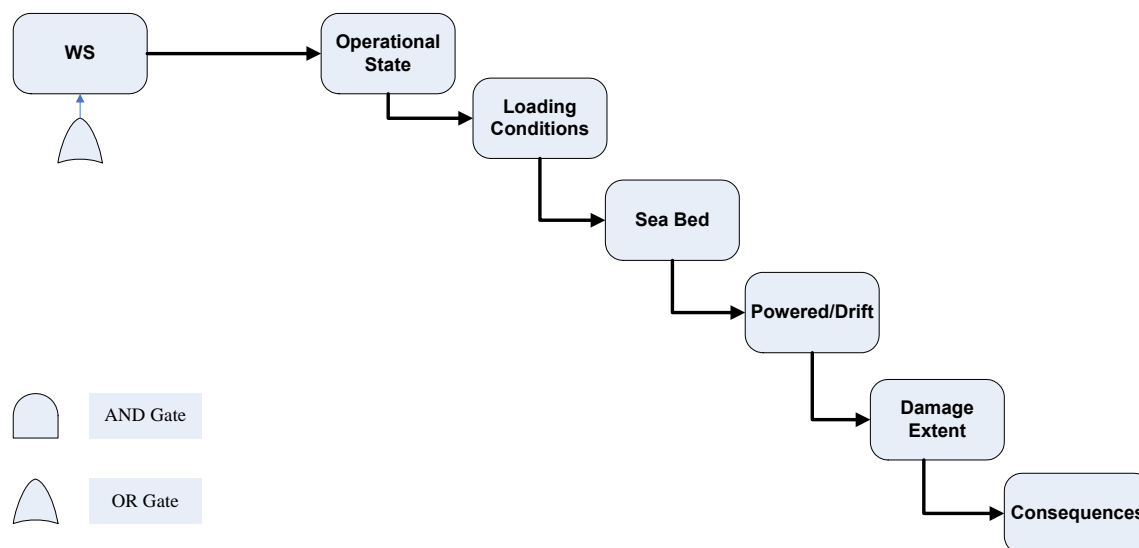 WS
Operational
State
Loading
Conditions
Sea Bed
Powered/Drift
Damage
Extent
Consequences
AND Gate
OR Gate